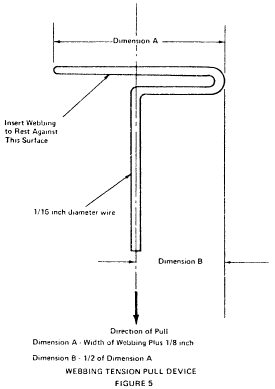 Dimension A
Insert Webbing
to Rest Against
This Surface
1/16 inch diameter wire
Dimension B
Direction of Pull
Dimension A - Width of Webbing Plus 1/8 inch
Dimension B - 1/2 of Dimension A
WEBBING TENSION PULL DEVICE
FIGURE 5